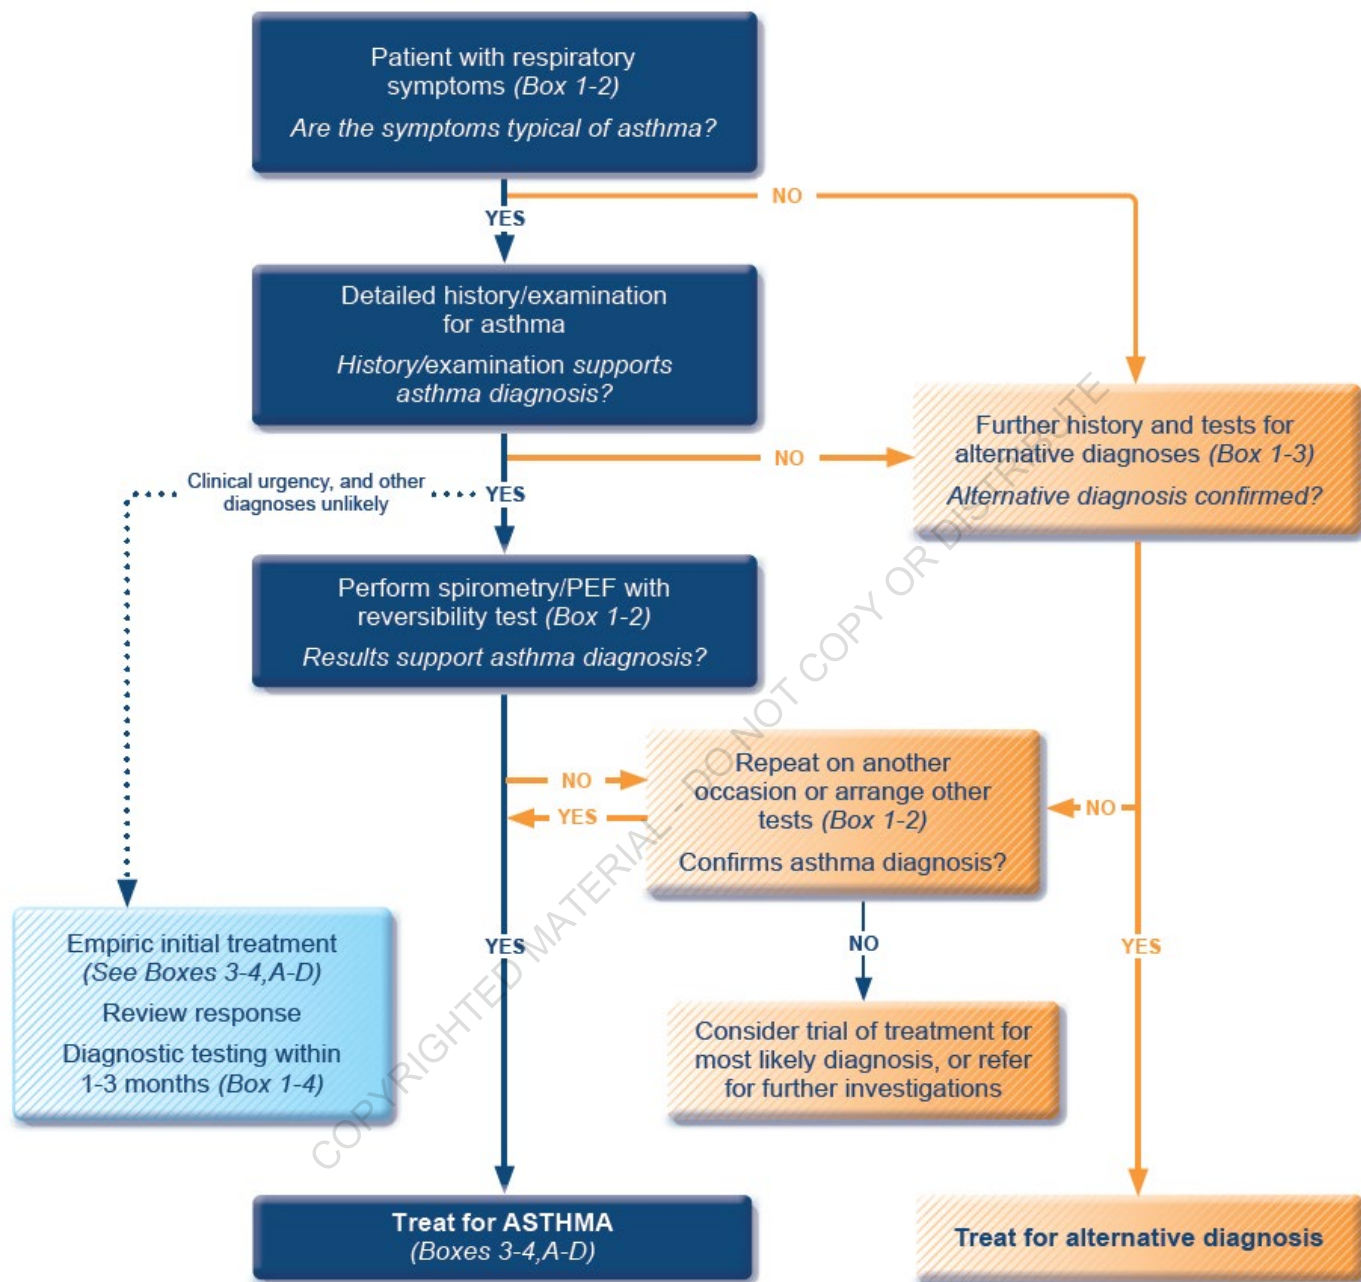 Patient with respiratory
symptoms (Box 1-2)
Are the symptoms typical of asthma?
NO
YES
Detailed history/examination
for asthma
History/examination supports
asthma diagnosis?
Further history and tests for
alternative diagnoses (Box 1-3)
Alternative diagnosis confirmed?
NO
Clinical urgency, and other
diagnoses unlikely
YES
Perform spirometry/PEF with
reversibility test (Box 1-2)
Results support asthma diagnosis?
Repeat on another
occasion or arrange other
tests (Box 1-2)
Confirms asthma diagnosis?
NO
YES
NO
Empiric initial treatment
(See Boxes 3-4,A-D)
Review response
Diagnostic testing within
1-3 months (Box 1-4)
YES
NO
YES
Consider trial of treatment for
most likely diagnosis, or refer
for further investigations
Treat for ASTHMA
(Boxes 3-4,A-D)
Treat for alternative diagnosis
COPYRIGHTED MATERIAL - DO NOT COPY OR DISTRIBUTE